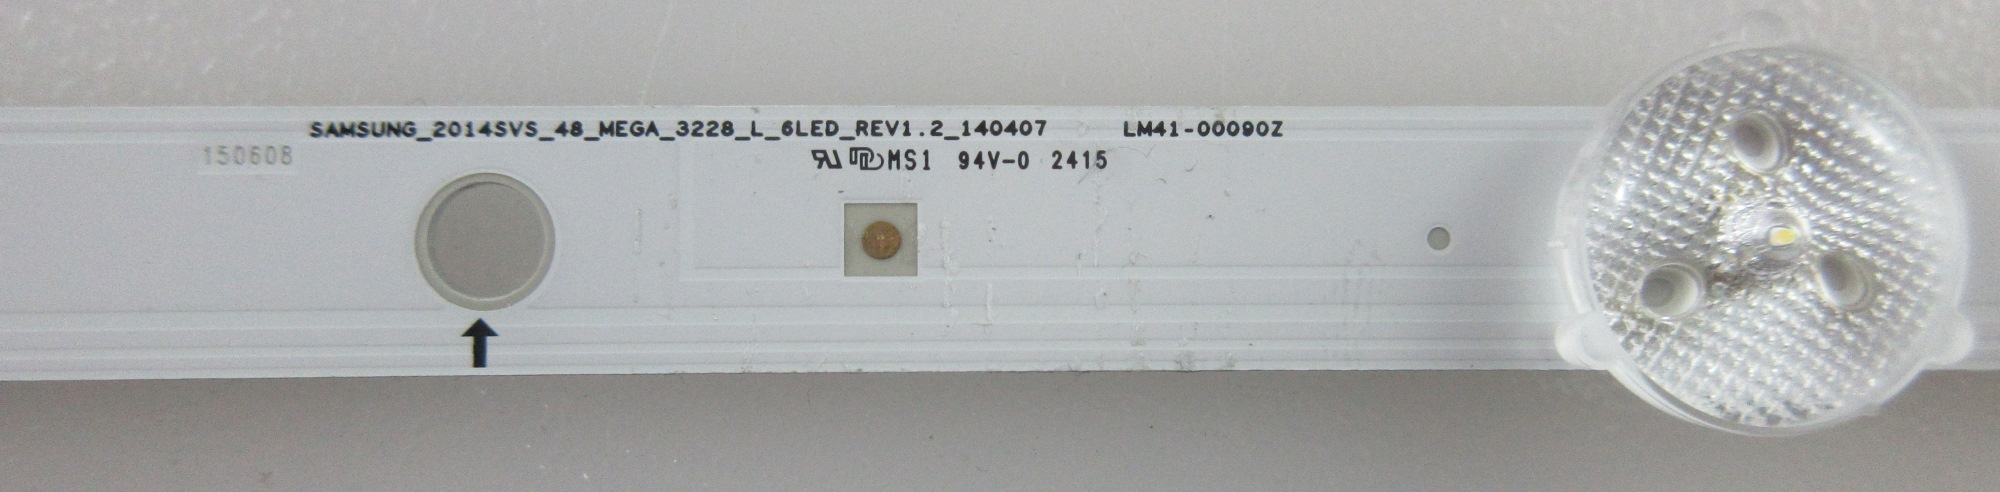 SAMSUNG_2014SVS_48_MEGA_3228_L_6LED_REV1.2_140407 LM41-00090Z
150608
MS1 94V-0 2415